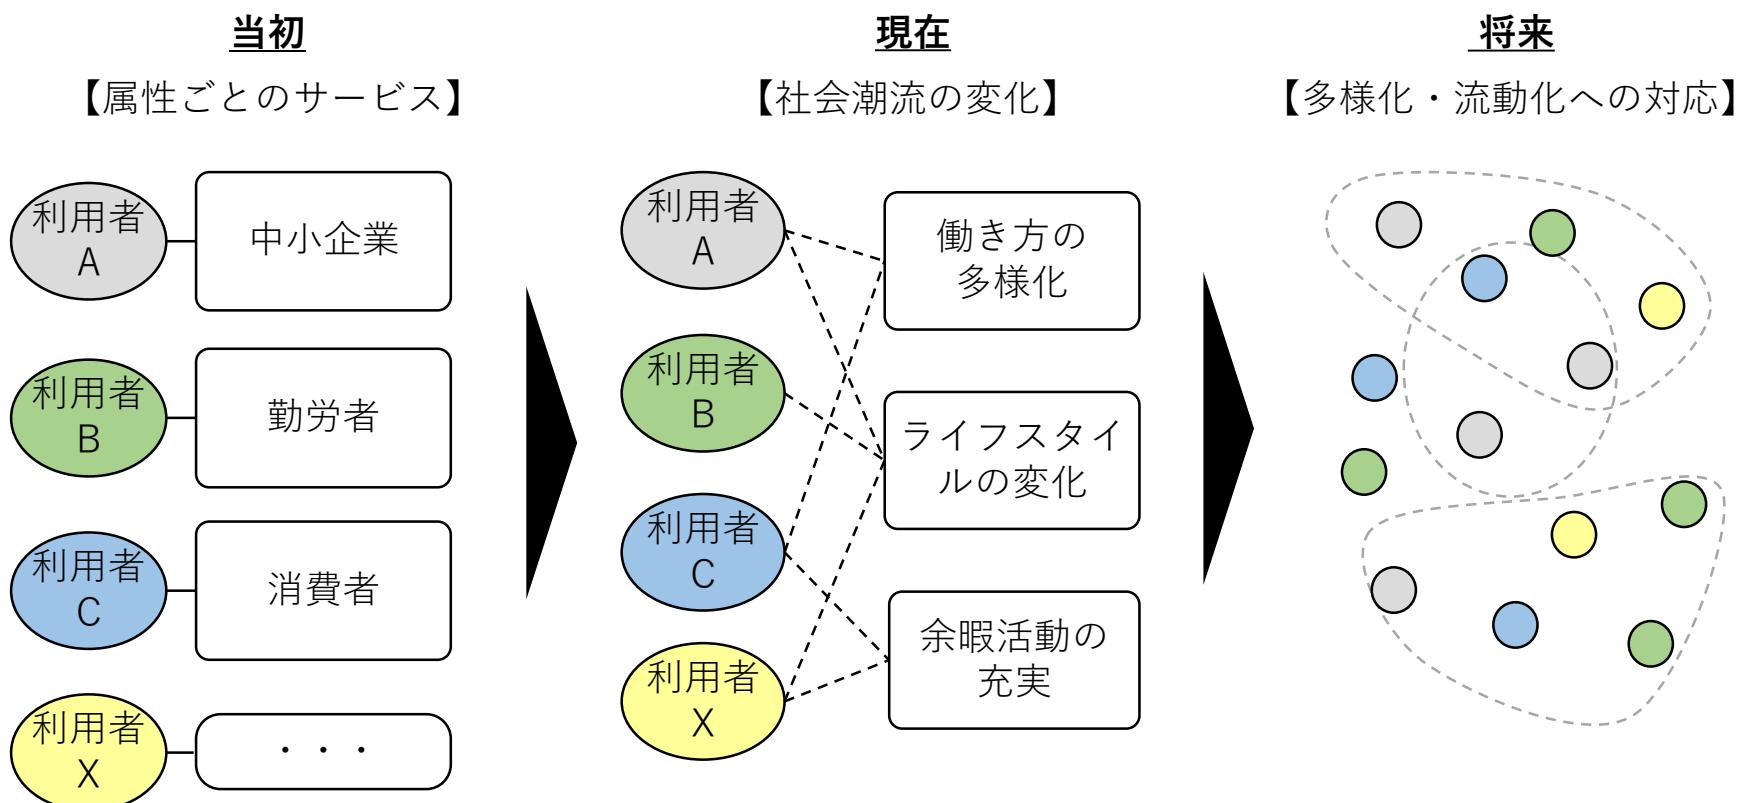 当初
【属性ごとのサービス】
利用者
A
中小企業
利用者
B
勤労者
利用者
C
消費者
利用者
X
・・・
現在
【社会潮流の変化】
利用者
A
利用者
B
利用者
C
利用者
X
働き方の
多様化
ライフスタイ
ルの変化
余暇活動の
充実
将来
【多様化・流動化への対応】